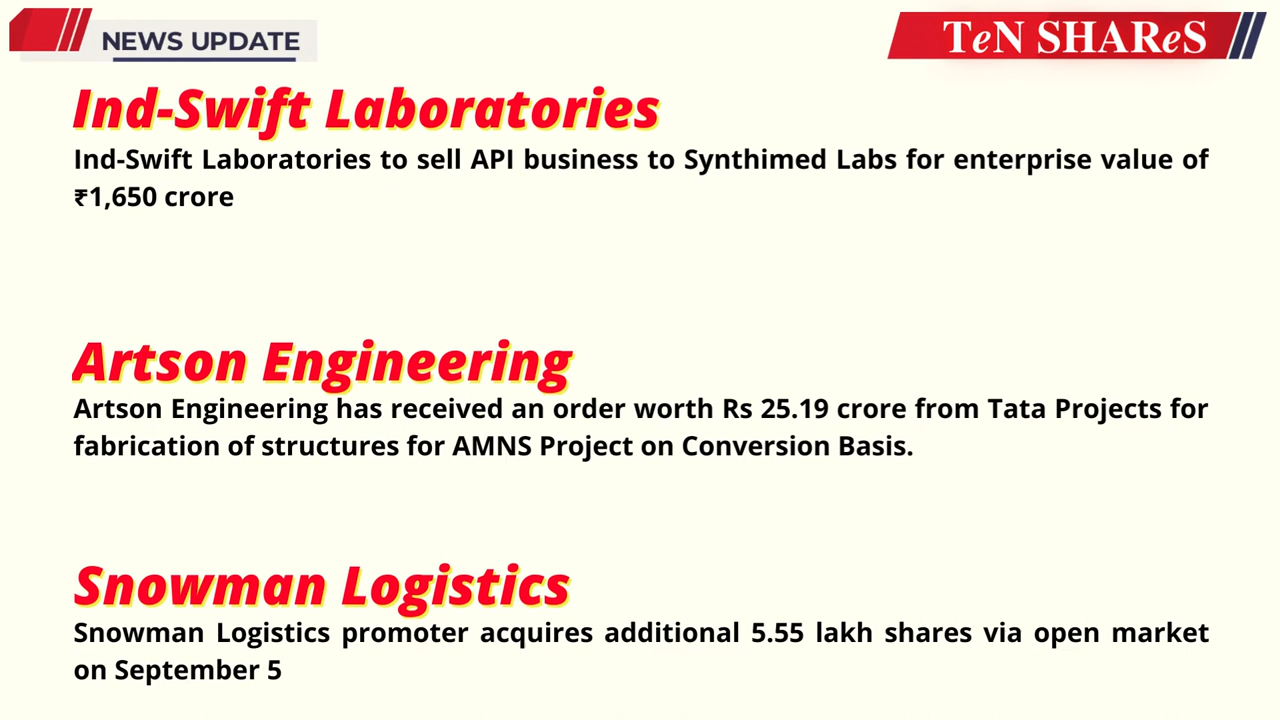 NEWS UPDATE
TeN SHAReS
Ind-Swift Laboratories
Ind-Swift Laboratories to sell API business to Synthimed Labs for enterprise value of
₹1,650 crore
Artson Engineering
Artson Engineering has received an order worth Rs 25.19 crore from Tata Projects for
fabrication of structures for AMNS Project on Conversion Basis.
Snowman Logistics
Snowman Logistics promoter acquires additional 5.55 lakh shares via open market
on September 5